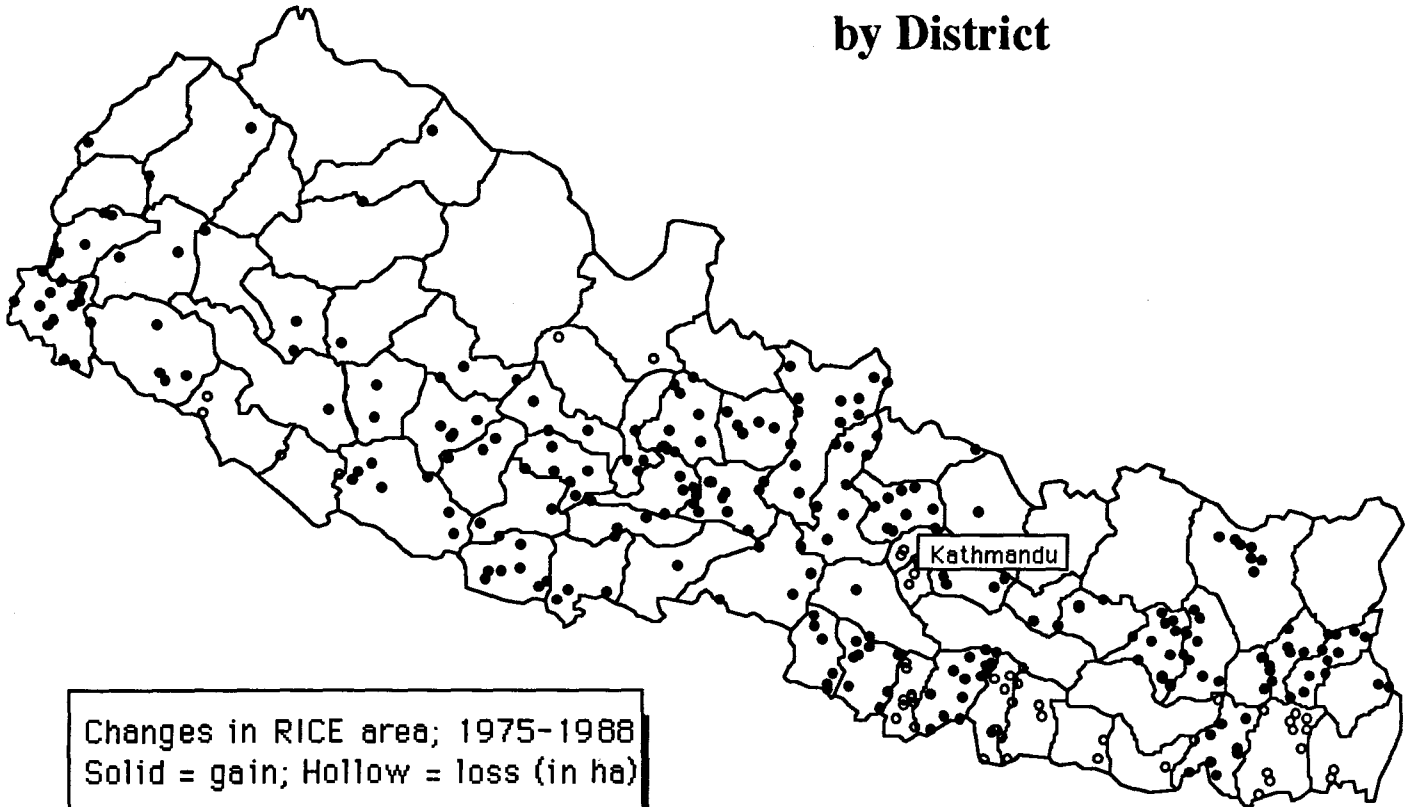 by District
Kathmandu
Changes in RICE area; 1975-1988
Solid = gain; Hollow = loss (in ha)